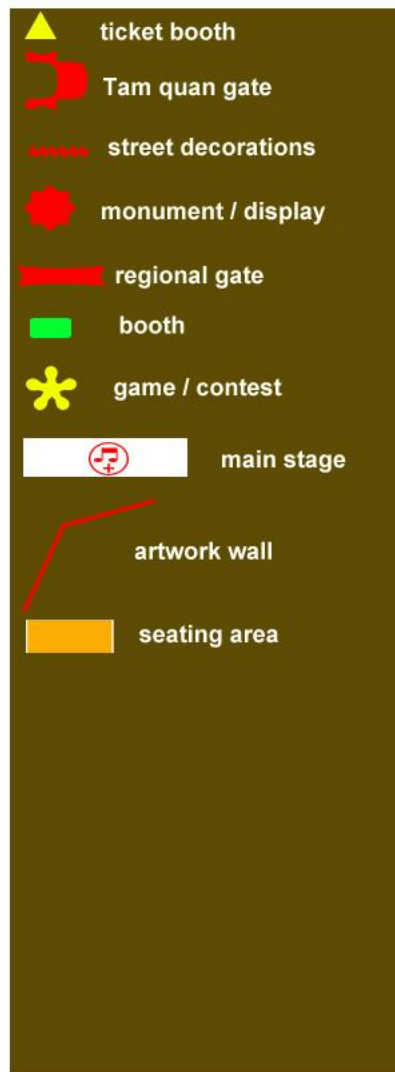 ticket booth
Tam quan gate
street decorations
monument / display
regional gate
booth
game / contest
main stage
artwork wall
seating area